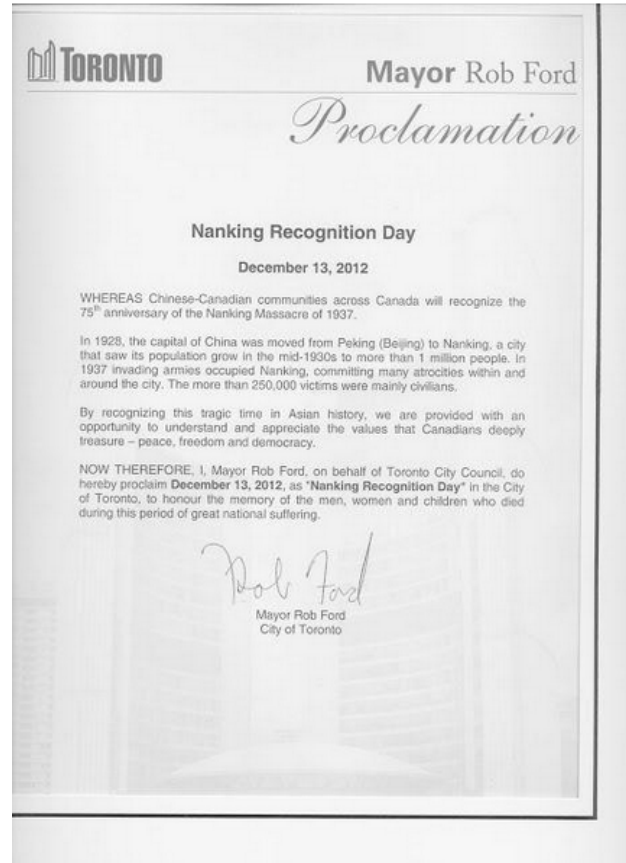 TORONTO
Mayor Rob Ford
Proclamation
Nanking Recognition Day
December 13, 2012
WHEREAS Chinese-Canadian communities across Canada will recognize the
75th anniversary of the Nanking Massacre of 1937.
In 1928, the capital of China was moved from Peking (Beijing) to Nanking, a city
that saw its population grow in the mid-1930s to more than 1 million people. In
1937 invading armies occupied Nanking, committing many atrocities within and
around the city. The more than 250,000 victims were mainly civilians.
By recognizing this tragic time in Asian history, we are provided with an
opportunity to understand and appreciate the values that Canadians deeply
treasure – peace, freedom and democracy.
NOW THEREFORE, I, Mayor Rob Ford, on behalf of Toronto City Council, do
hereby proclaim December 13, 2012, as "Nanking Recognition Day" in the City
of Toronto, to honour the memory of the men, women and children who died
during this period of great national suffering.
Rob Ford
Mayor Rob Ford
City of Toronto